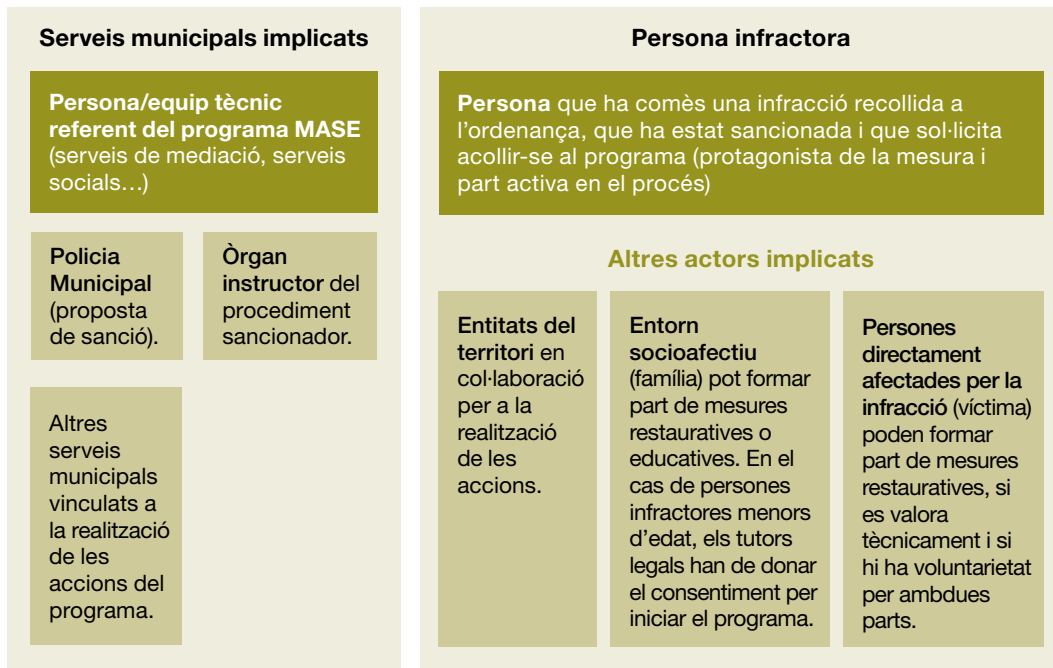 Serveis municipals implicats
Persona/equip tècnic
referent del programa MASE
(serveis de mediació, serveis
socials…)
Policia
Municipal
(proposta
de sanció).
Òrgan
instructor del
procediment
sancionador.
Altres
serveis
municipals
vinculats a
la realització
de les
accions del
programa.
Persona infractora
Persona que ha comès una infracció recollida a
l’ordenança, que ha estat sancionada i que sol·licita
acollir-se al programa (protagonista de la mesura i
part activa en el procés)
Altres actors implicats
Entitats del
territori en
col·laboració
per a la
realització
de les
accions.
Entorn
socioafectiu
(família) pot formar
part de mesures
restauratives o
educatives. En el
cas de persones
infractores menors
d’edat, els tutors
legals han de donar
el consentiment per
iniciar el programa.
Persones
directament
afectades per la
infracció (víctima)
poden formar
part de mesures
restauratives, si
es valora
tècnicament i si
hi ha voluntarietat
per ambdues
parts.